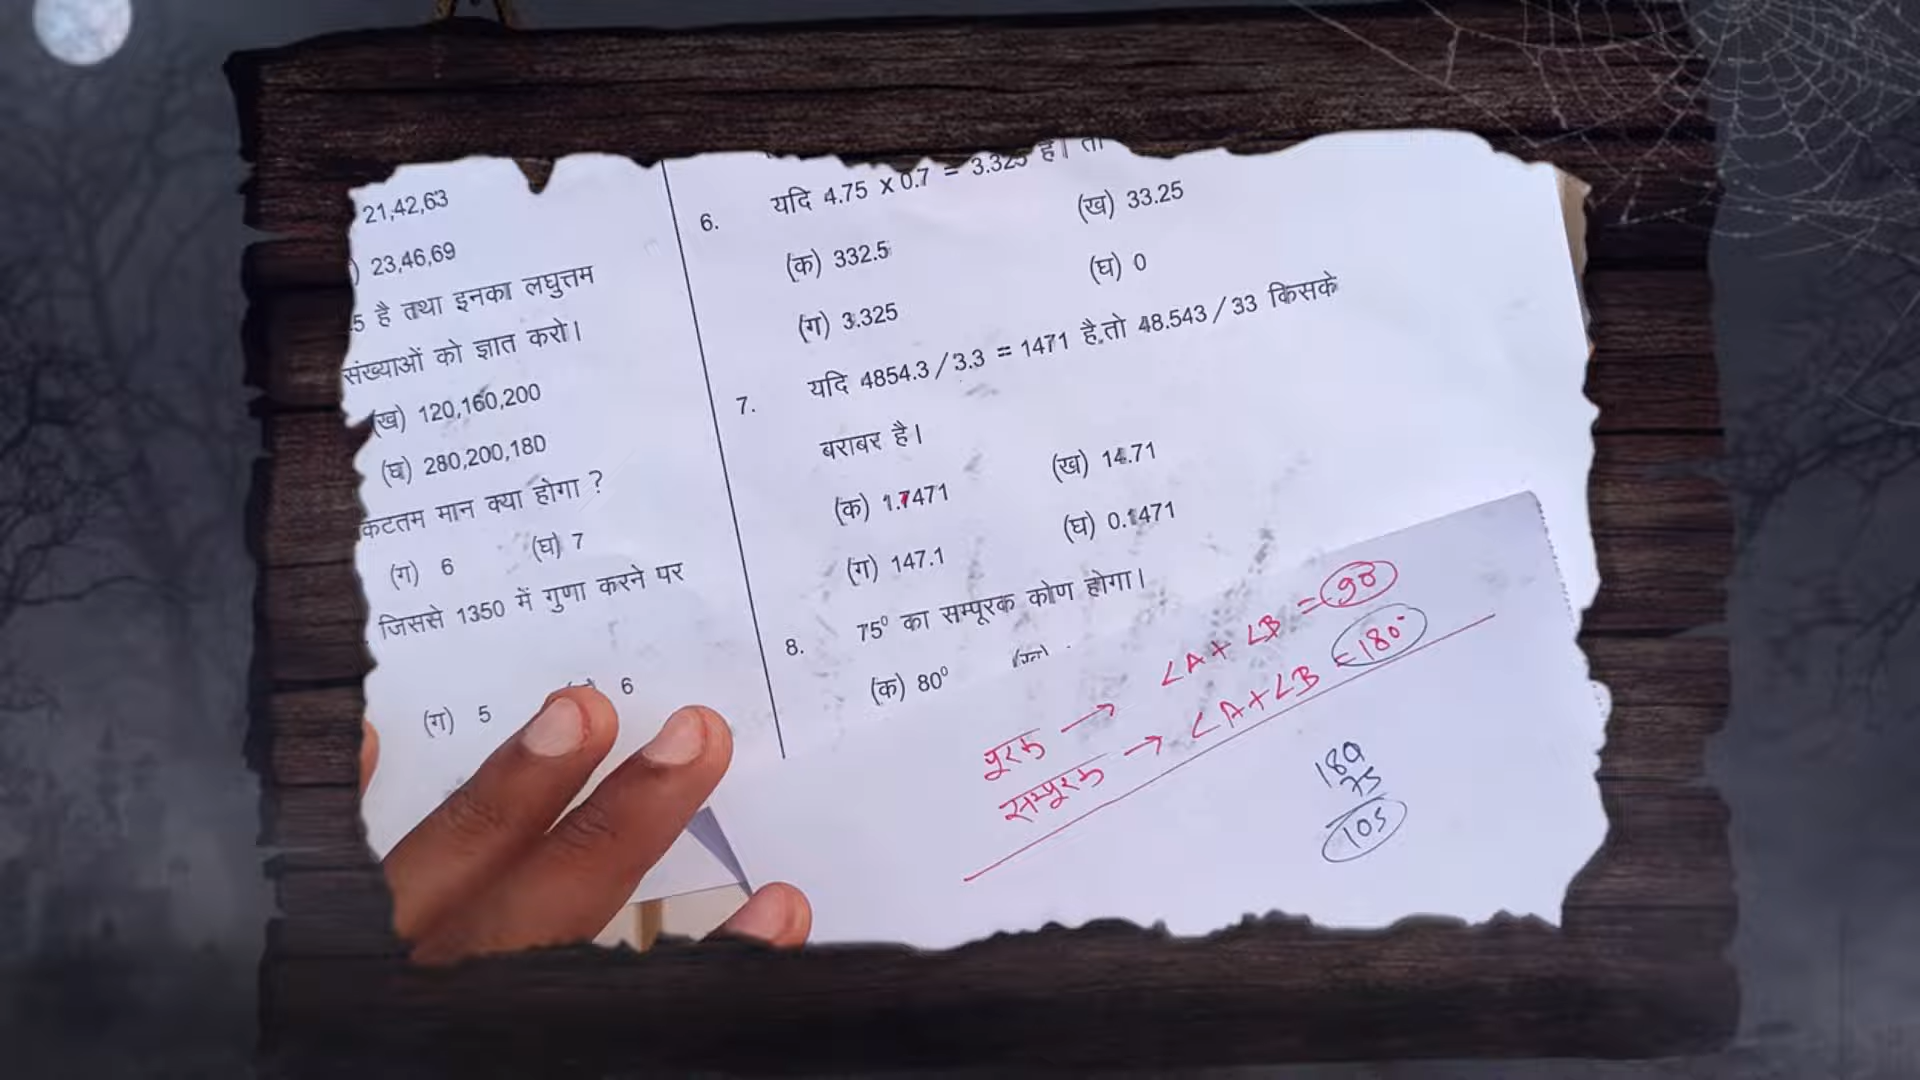 21,42,63
) 23,46,69
5 है तथा इनका लघुत्तम
संख्याओं को ज्ञात करो।
(ख) 120,160,200
(घ) 280,200,180
कटतम मान क्या होगा ?
(ग) 6 (घ) 7
जिससे 1350 में गुणा करने पर
(ग) 5 6
6. यदि 4.75 x 0.7 = 3.325 है। तो
(क) 332.5 (ख) 33.25
(ग) 3.325 (घ) 0
7. यदि 4854.3 / 3.3 = 1471 है,तो 48.543 / 33 किसके
बराबर है।
(क) 1.7471 (ख) 14.71
(ग) 147.1 (घ) 0.1471
8. 75⁰ का सम्पूरक कोण होगा।
(क) 80⁰
पूरक → ∠A + ∠B = 90
सम्पूरक → ∠A + ∠B = 180°
180
75
105